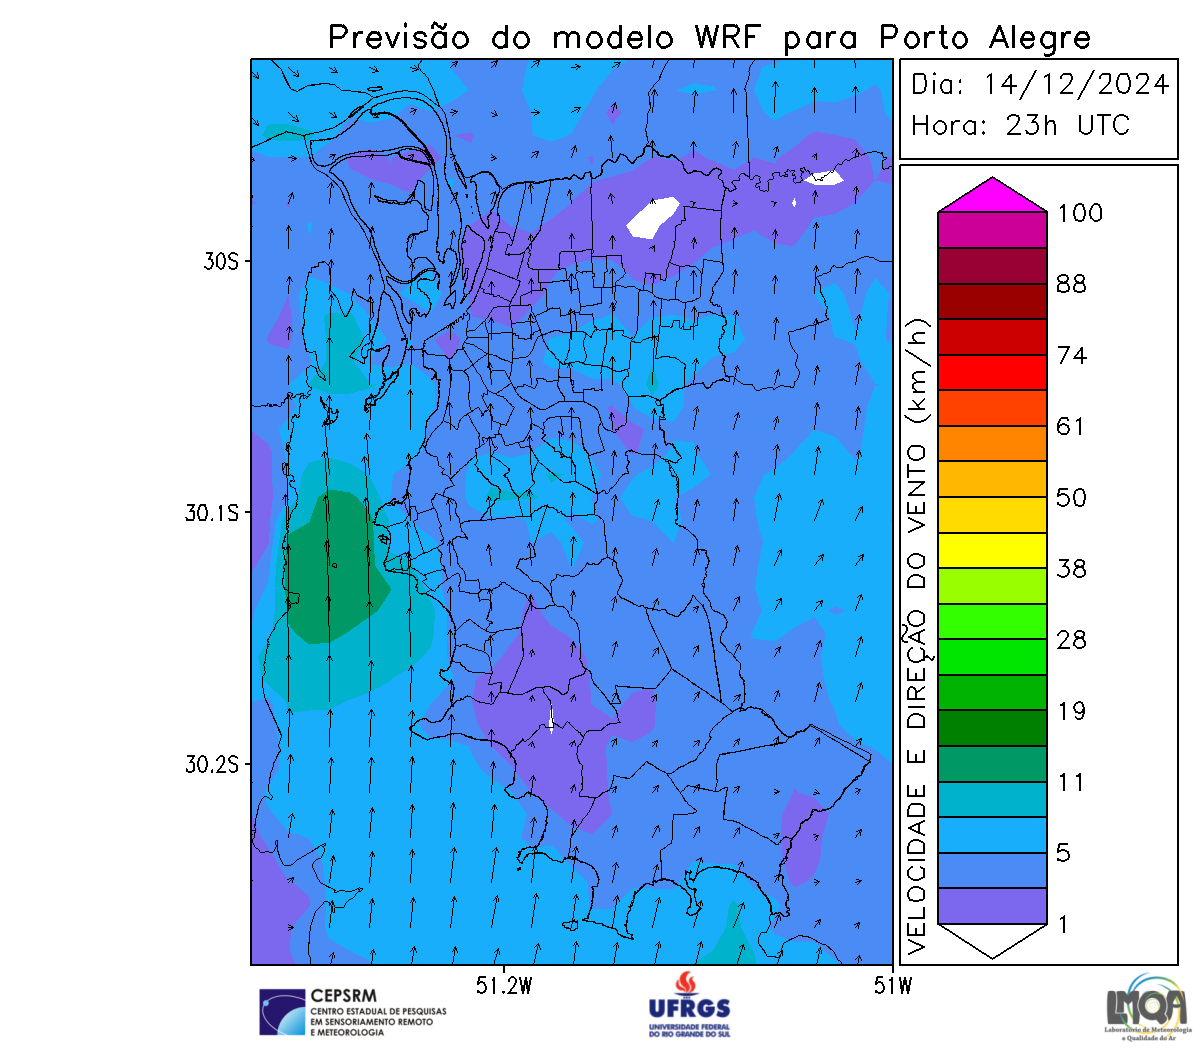 Previsão do modelo WRF para Porto Alegre
Dia: 14/12/2024
Hora: 23h UTC
30S
30.1S
30.2S
51.2W
51W
VELOCIDADE E DIREÇÃO DO VENTO (km/h)
100
88
74
61
50
38
28
19
11
5
1
CEPSRM
CENTRO ESTADUAL DE PESQUISAS
EM SENSORIAMENTO REMOTO
E METEOROLOGIA
UFRGS
UNIVERSIDADE FEDERAL
DO RIO GRANDE DO SUL
LMQA
Laboratório de Meteorologia
e Qualidade do Ar